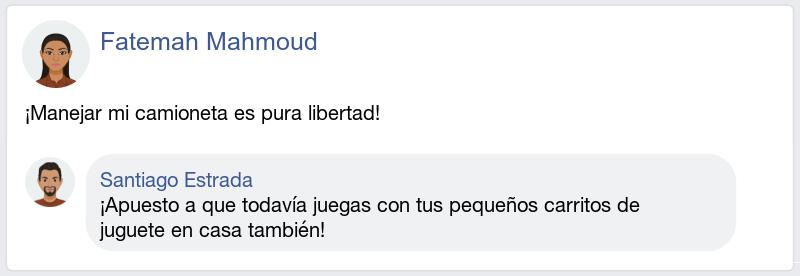 Fatemah Mahmoud
¡Manejar mi camioneta es pura libertad!
Santiago Estrada
¡Apuesto a que todavía juegas con tus pequeños carritos de
juguete en casa también!